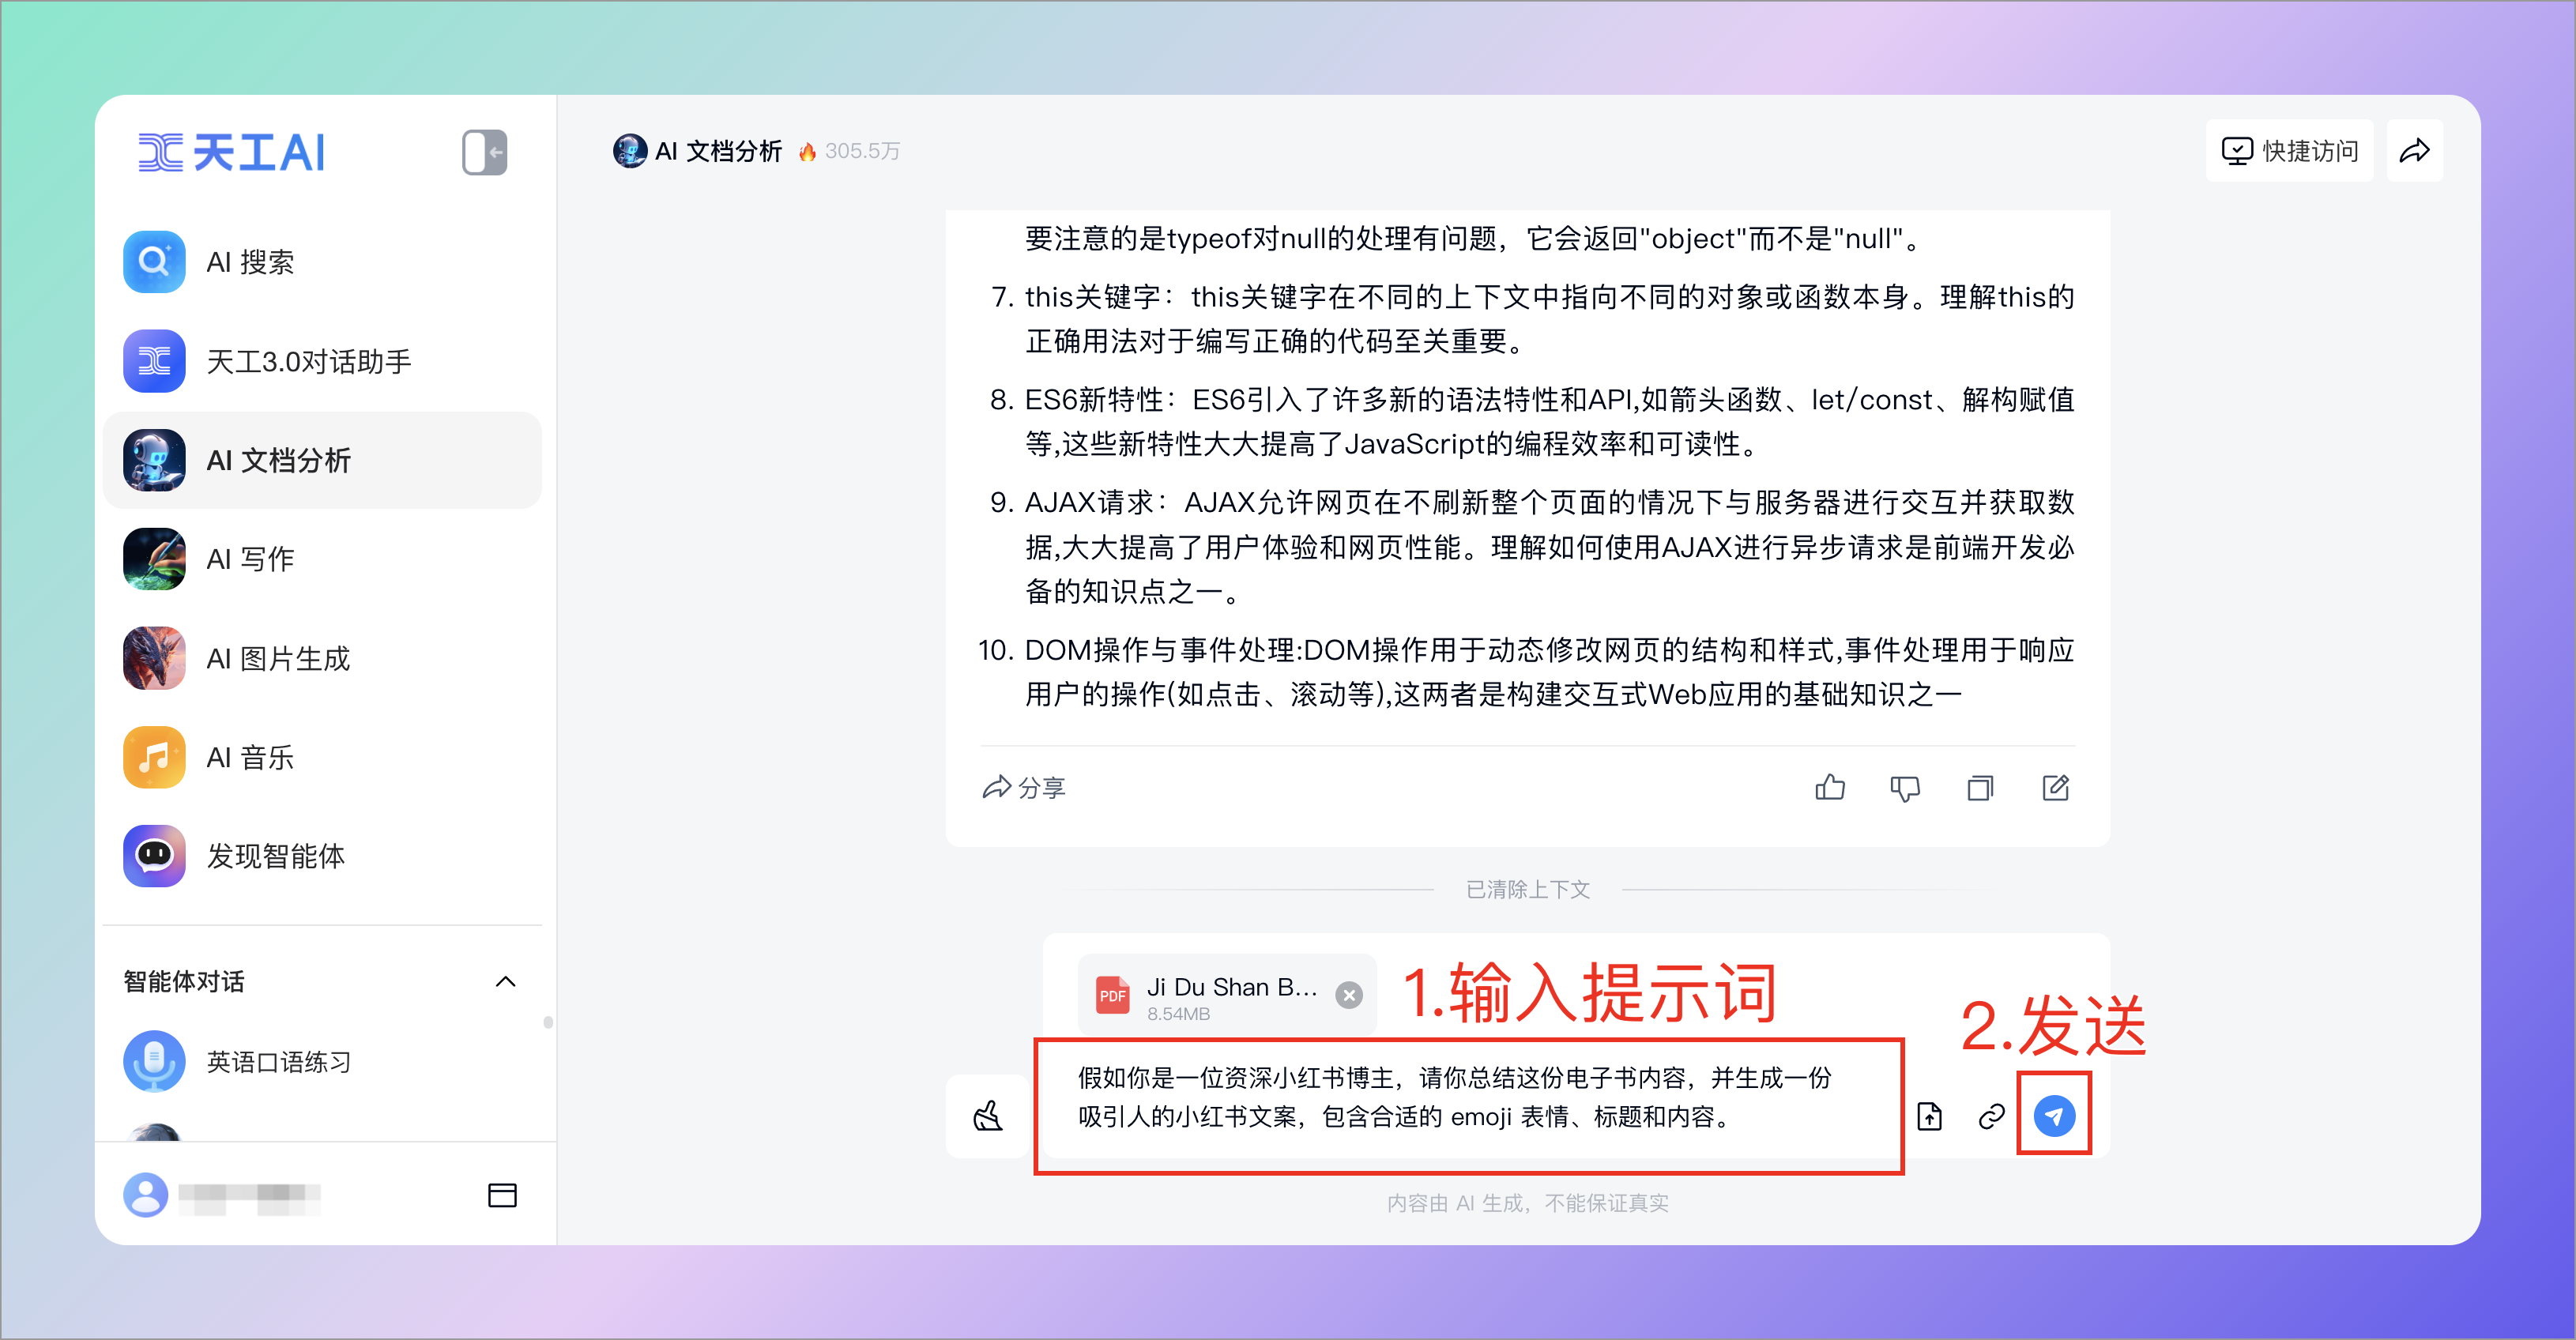 天工AI
AI 搜索
天工3.0对话助手
AI 文档分析
AI 写作
AI 图片生成
AI 音乐
发现智能体
智能体对话
英语口语练习
AI 文档分析 🔥 305.5万
快捷访问
要注意的是typeof对null的处理有问题，它会返回"object"而不是"null"。
7. this关键字：this关键字在不同的上下文中指向不同的对象或函数本身。理解this的
正确用法对于编写正确的代码至关重要。
8. ES6新特性：ES6引入了许多新的语法特性和API,如箭头函数、let/const、解构赋值
等,这些新特性大大提高了JavaScript的编程效率和可读性。
9. AJAX请求：AJAX允许网页在不刷新整个页面的情况下与服务器进行交互并获取数
据,大大提高了用户体验和网页性能。理解如何使用AJAX进行异步请求是前端开发必
备的知识点之一。
10. DOM操作与事件处理:DOM操作用于动态修改网页的结构和样式,事件处理用于响应
用户的操作(如点击、滚动等),这两者是构建交互式Web应用的基础知识之一
分享
已清除上下文
PDF
Ji Du Shan B...
8.54MB
1.输入提示词
2.发送
假如你是一位资深小红书博主，请你总结这份电子书内容，并生成一份
吸引人的小红书文案，包含合适的 emoji 表情、标题和内容。
内容由 AI 生成，不能保证真实